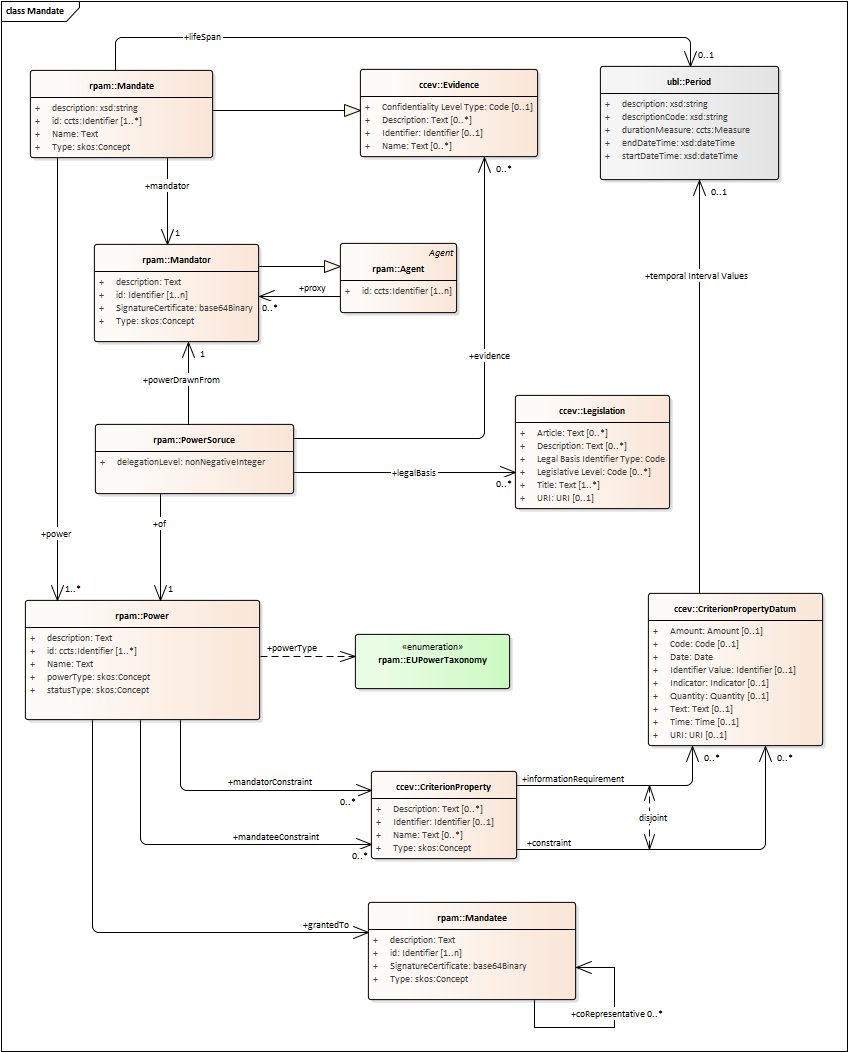 class Mandate
+lifeSpan
0..1
rpam::Mandate
+ description: xsd:string
+ id: ccts:Identifier [1..*]
+ Name: Text
+ Type: skos:Concept
ccev::Evidence
+ Confidentiality Level Type: Code [0..1]
+ Description: Text [0..*]
+ Identifier: Identifier [0..1]
+ Name: Text [0..*]
ubl::Period
+ description: xsd:string
+ descriptionCode: xsd:string
+ durationMeasure: ccts:Measure
+ endDateTime: xsd:dateTime
+ startDateTime: xsd:dateTime
0..*
+mandator
0..1
1
rpam::Mandator
+ description: Text
+ id: Identifier [1..n]
+ SignatureCertificate: base64Binary
+ Type: skos:Concept
Agent
rpam::Agent
+ id: ccts:Identifier [1..n]
+proxy
0..*
+temporal Interval Values
1
+evidence
+powerDrawnFrom
rpam::PowerSoruce
+ delegationLevel: nonNegativeInteger
ccev::Legislation
+ Article: Text [0..*]
+ Description: Text [0..*]
+ Legal Basis Identifier Type: Code
+ Legislative Level: Code [0..*]
+ Title: Text [1..*]
+ URI: URI [0..1]
+legalBasis
0..*
+of
+power
1..*
1
rpam::Power
+ description: Text
+ id: ccts:Identifier [1..*]
+ Name: Text
+ powerType: skos:Concept
+ statusType: skos:Concept
+powerType
«enumeration»
rpam::EUPowerTaxonomy
ccev::CriterionPropertyDatum
+ Amount: Amount [0..1]
+ Code: Code [0..1]
+ Date: Date
+ Identifier Value: Identifier [0..1]
+ Indicator: Indicator [0..1]
+ Quantity: Quantity [0..1]
+ Text: Text [0..1]
+ Time: Time [0..1]
+ URI: URI [0..1]
0..*
0..*
+mandatorConstraint
0..*
+mandateeConstraint
0..*
ccev::CriterionProperty
+ Description: Text [0..*]
+ Identifier: Identifier [0..1]
+ Name: Text [0..*]
+ Type: skos:Concept
+informationRequirement
disjoint
+constraint
+grantedTo
rpam::Mandatee
+ description: Text
+ id: Identifier [1..n]
+ SignatureCertificate: base64Binary
+ Type: skos:Concept
+coRepresentative 0..*